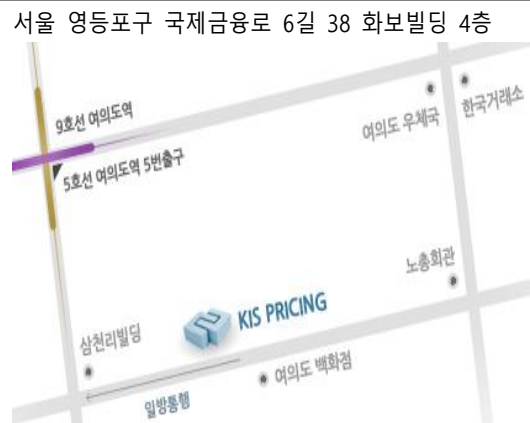 서울 영등포구 국제금융로 6길 38 화보빌딩 4층
9호선 여의도역
5호선 여의도역 5번출구
여의도 우체국
한국거래소
노총회관
KIS PRICING
삼천리빌딩
여의도 백화점
일방통행